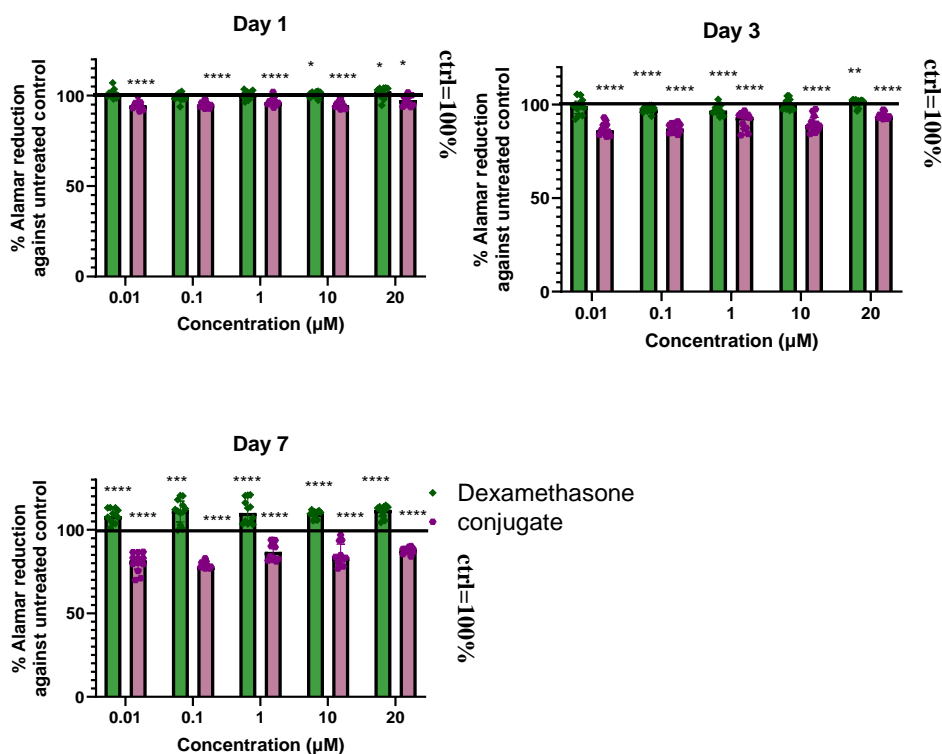 Day 1
* **** **** * **** * *
% Alamar reduction
against untreated control
100
50
0
0.01 0.1 1 10 20
Concentration (µM)
ctrl=100%
Day 3
**** **** **** **** **** **** ** ****
% Alamar reduction
against untreated control
100
50
0
0.01 0.1 1 10 20
Concentration (µM)
ctrl=100%
Day 7
**** **** *** **** **** **** **** **** **** ****
% Alamar reduction
against untreated control
100
50
0
0.01 0.1 1 10 20
Concentration (µM)
Dexamethasone
conjugate
ctrl=100%